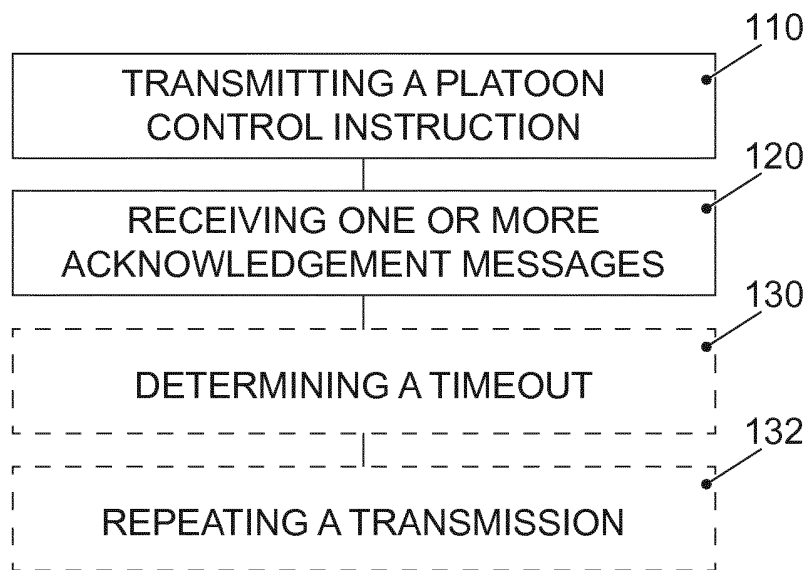 110
TRANSMITTING A PLATOON
CONTROL INSTRUCTION
120
RECEIVING ONE OR MORE
ACKNOWLEDGEMENT MESSAGES
130
DETERMINING A TIMEOUT
132
REPEATING A TRANSMISSION